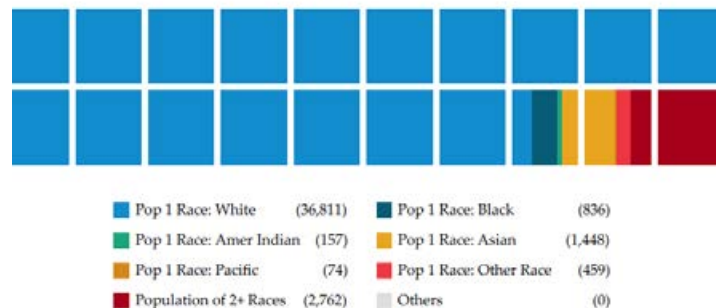 Pop 1 Race: White (36,811) Pop 1 Race: Black (836)
Pop 1 Race: Amer Indian (157) Pop 1 Race: Asian (1,448)
Pop 1 Race: Pacific (74) Pop 1 Race: Other Race (459)
Population of 2+ Races (2,762) Others (0)